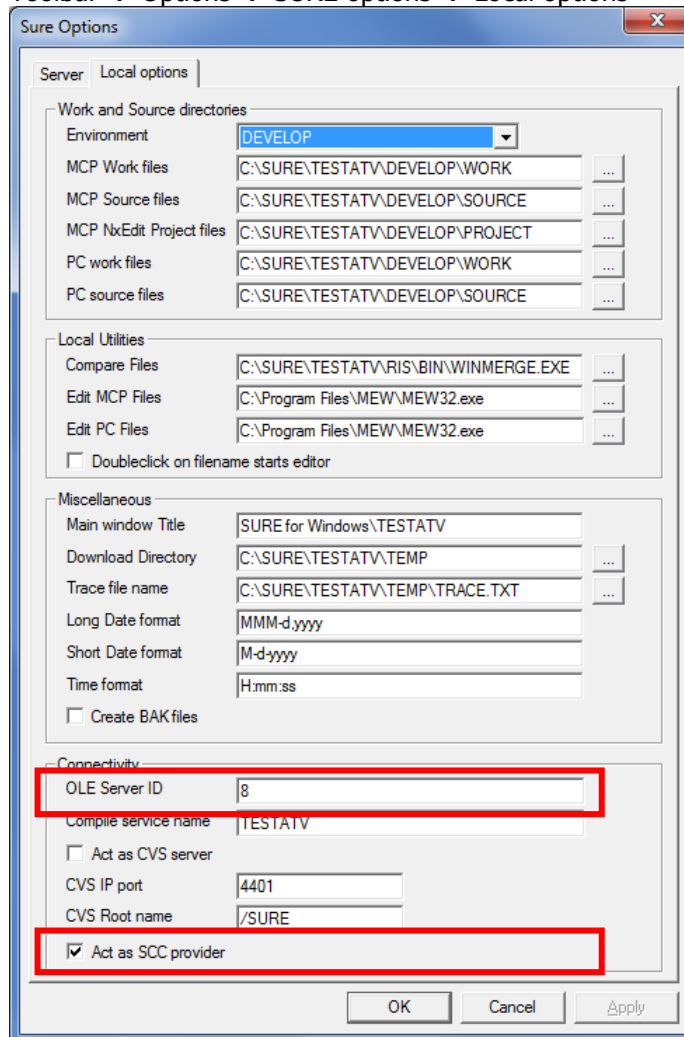 Toolbar → Options → SURE options → Local options
Sure Options
Server Local options
Work and Source directories
Environment DEVELOP
MCP Work files C:\SURE\TESTATV\DEVELOP\WORK ...
MCP Source files C:\SURE\TESTATV\DEVELOP\SOURCE ...
MCP NxEdit Project files C:\SURE\TESTATV\DEVELOP\PROJECT ...
PC work files C:\SURE\TESTATV\DEVELOP\WORK ...
PC source files C:\SURE\TESTATV\DEVELOP\SOURCE ...
Local Utilities
Compare Files C:\SURE\TESTATV\RIS\BIN\WINMERGE.EXE ...
Edit MCP Files C:\Program Files\MEW\MEW32.exe ...
Edit PC Files C:\Program Files\MEW\MEW32.exe ...
Doubleclick on filename starts editor
Miscellaneous
Main window Title SURE for Windows\TESTATV
Download Directory C:\SURE\TESTATV\TEMP ...
Trace file name C:\SURE\TESTATV\TEMP\TRACE.TXT ...
Long Date format MMM-d,yyyy
Short Date format M-d-yyyy
Time format H:mm:ss
Create BAK files
Connectivity
OLE Server ID 8
Compile service name TESTATV
Act as CVS server
CVS IP port 4401
CVS Root name /SURE
Act as SCC provider
OK Cancel Apply